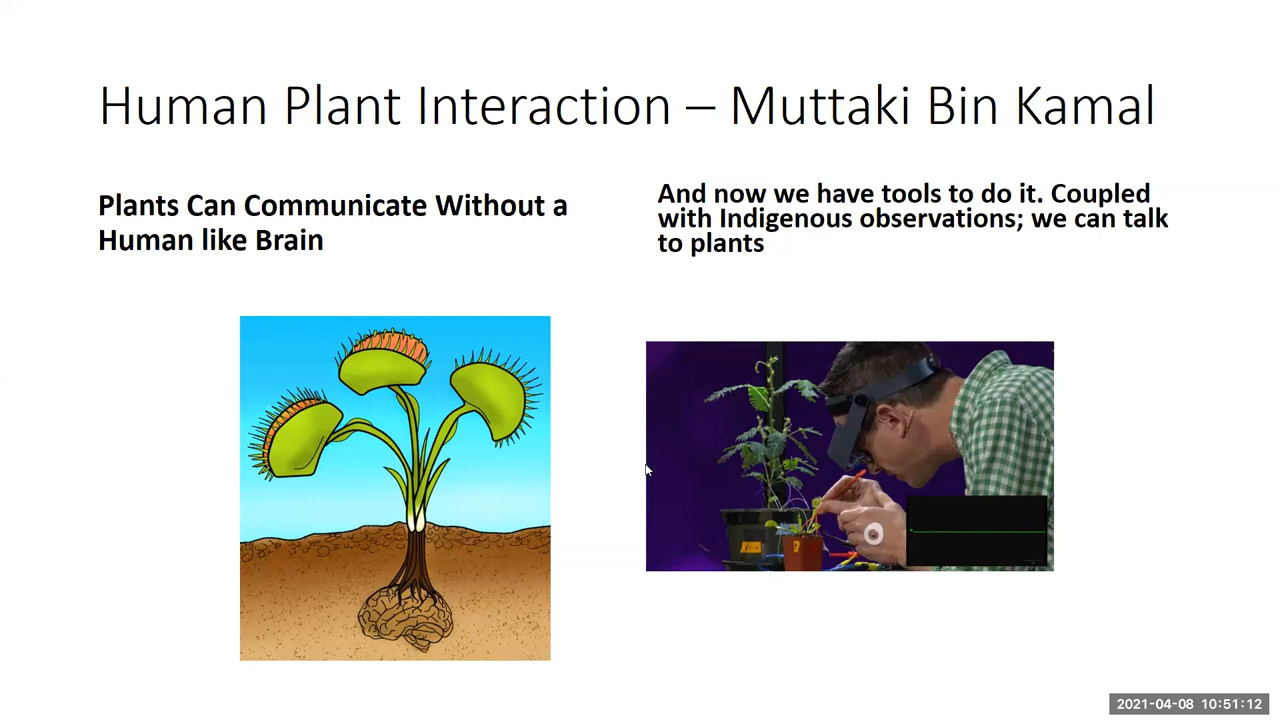 Human Plant Interaction – Muttaki Bin Kamal
Plants Can Communicate Without a
Human like Brain
And now we have tools to do it. Coupled
with Indigenous observations; we can talk
to plants
2021-04-08 10:51:12